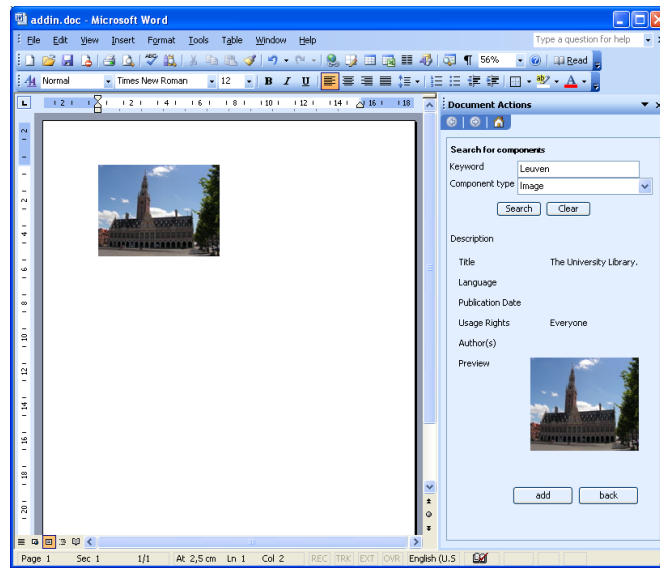 addin.doc - Microsoft Word
File Edit View Insert Format Tools Table Window Help Type a question for help
56% Read
Normal Times New Roman 12 B I U
Document Actions
Search for components
Keyword Leuven
Component type Image
Search Clear
Description
Title The University Library.
Language
Publication Date
Usage Rights Everyone
Author(s)
Preview
add back
Page 1 Sec 1 1/1 At 2,5 cm Ln 1 Col 2 REC TRK EXT OVR English (U.S